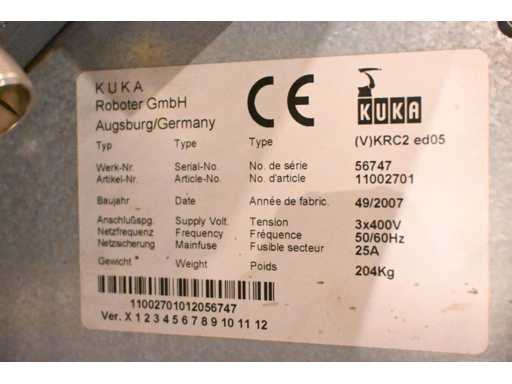 KUKA
Roboter GmbH
Augsburg/Germany
CE
KUKA
Typ Type Type (V)KRC2 ed05
Werk-Nr. Serial-No. No. de série 56747
Artikel-Nr. Article-No. No. d'article 11002701
Baujahr Date Année de fabric. 49/2007
Anschlußspg. Supply Volt. Tension 3x400V
Netzfrequenz Frequency Fréquence 50/60Hz
Netzsicherung Mainfuse Fusible secteur 25A
Gewicht Weight Poids 204Kg
11002701012056747
Ver. X 1 2 3 4 5 6 7 8 9 10 11 12